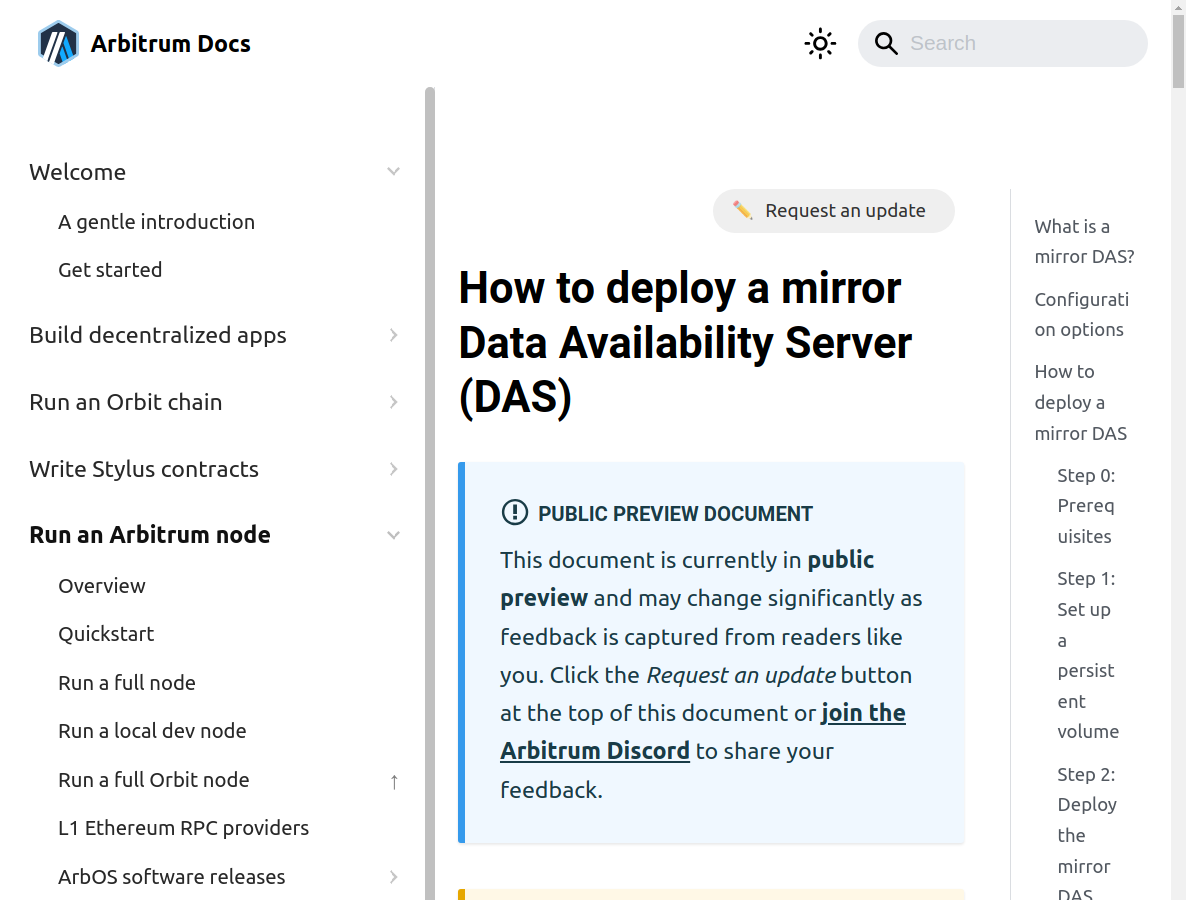 Arbitrum Docs
Search
Welcome
A gentle introduction
Get started
Build decentralized apps
Run an Orbit chain
Write Stylus contracts
Run an Arbitrum node
Overview
Quickstart
Run a full node
Run a local dev node
Run a full Orbit node ↑
L1 Ethereum RPC providers
ArbOS software releases
✏️ Request an update
How to deploy a mirror
Data Availability Server
(DAS)
PUBLIC PREVIEW DOCUMENT
This document is currently in public
preview and may change significantly as
feedback is captured from readers like
you. Click the Request an update button
at the top of this document or join the
Arbitrum Discord to share your
feedback.
What is a
mirror DAS?
Configurati
on options
How to
deploy a
mirror DAS
Step 0:
Prereq
uisites
Step 1:
Set up
a
persist
ent
volume
Step 2:
Deploy
the
mirror
DAS